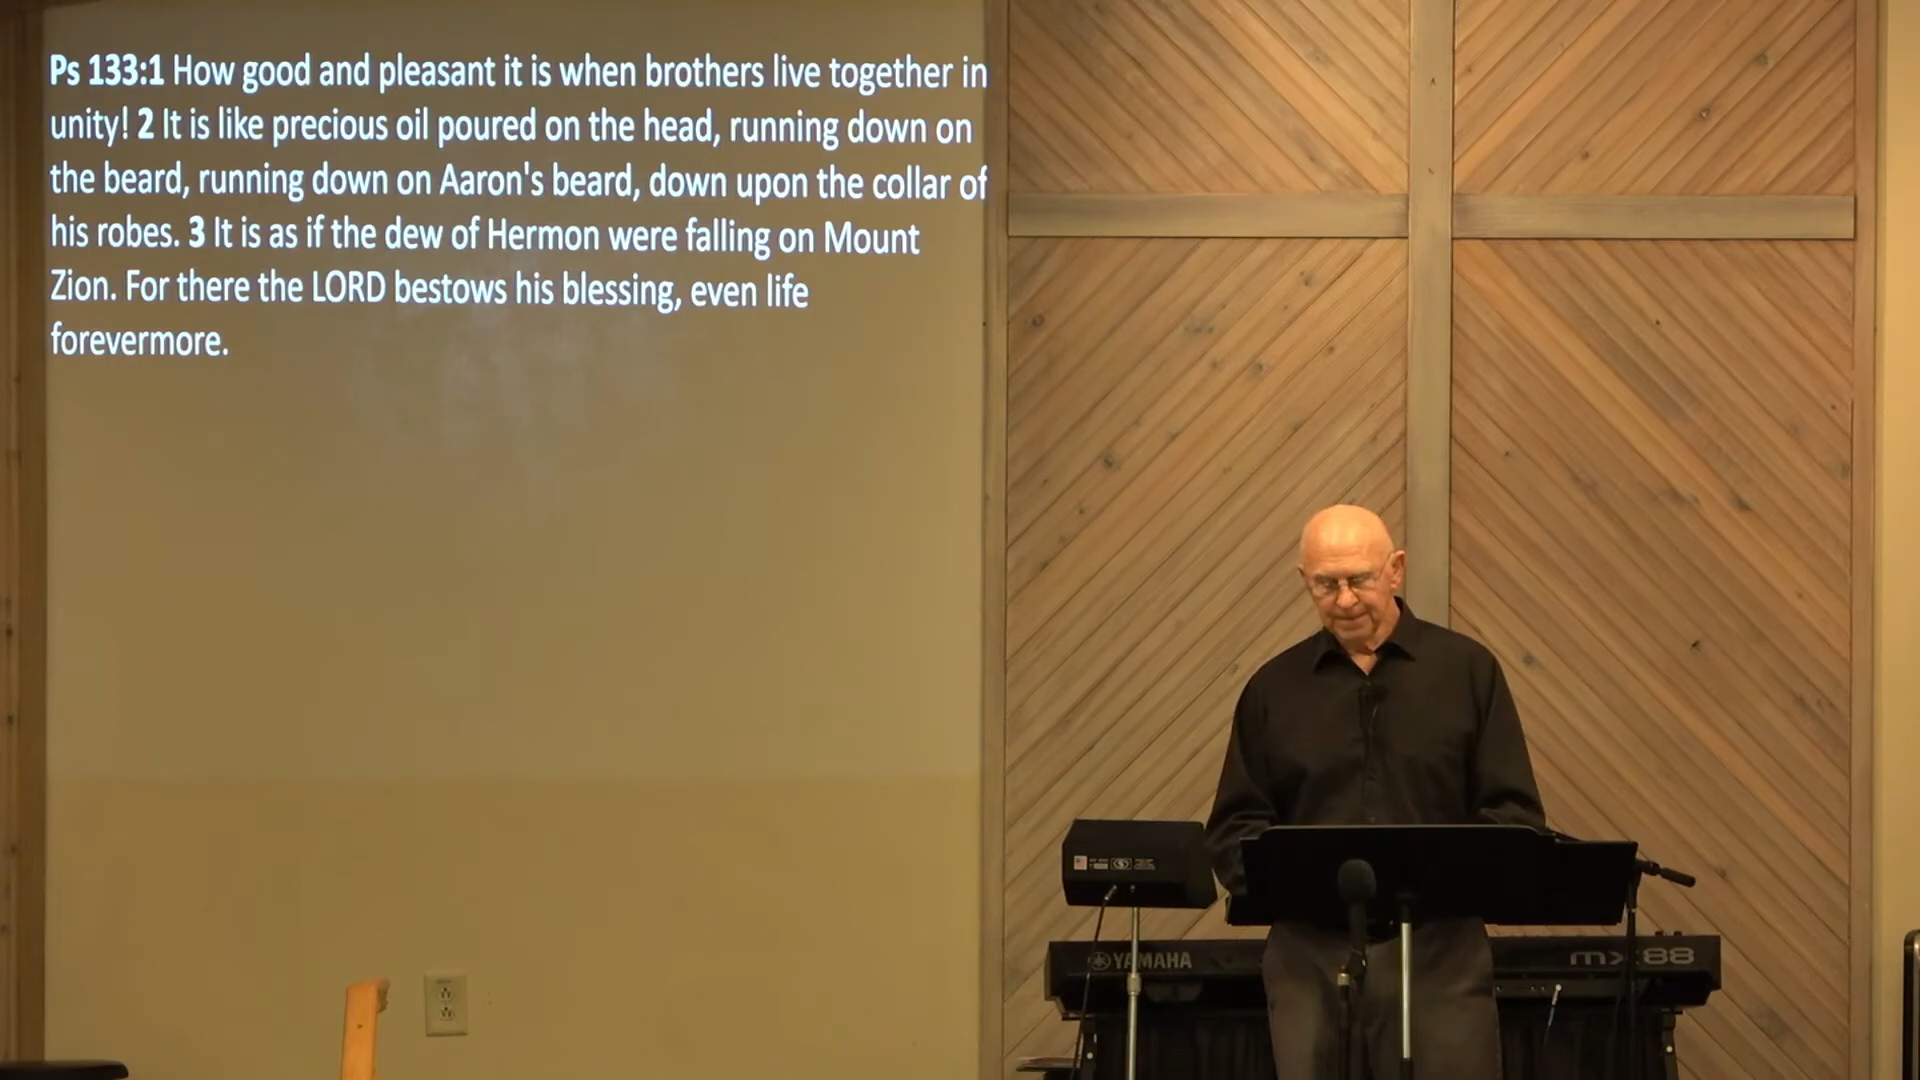 Ps 133:1 How good and pleasant it is when brothers live together in
unity! 2 It is like precious oil poured on the head, running down on
the beard, running down on Aaron's beard, down upon the collar of
his robes. 3 It is as if the dew of Hermon were falling on Mount
Zion. For there the LORD bestows his blessing, even life
forevermore.
YAMAHA
mx88